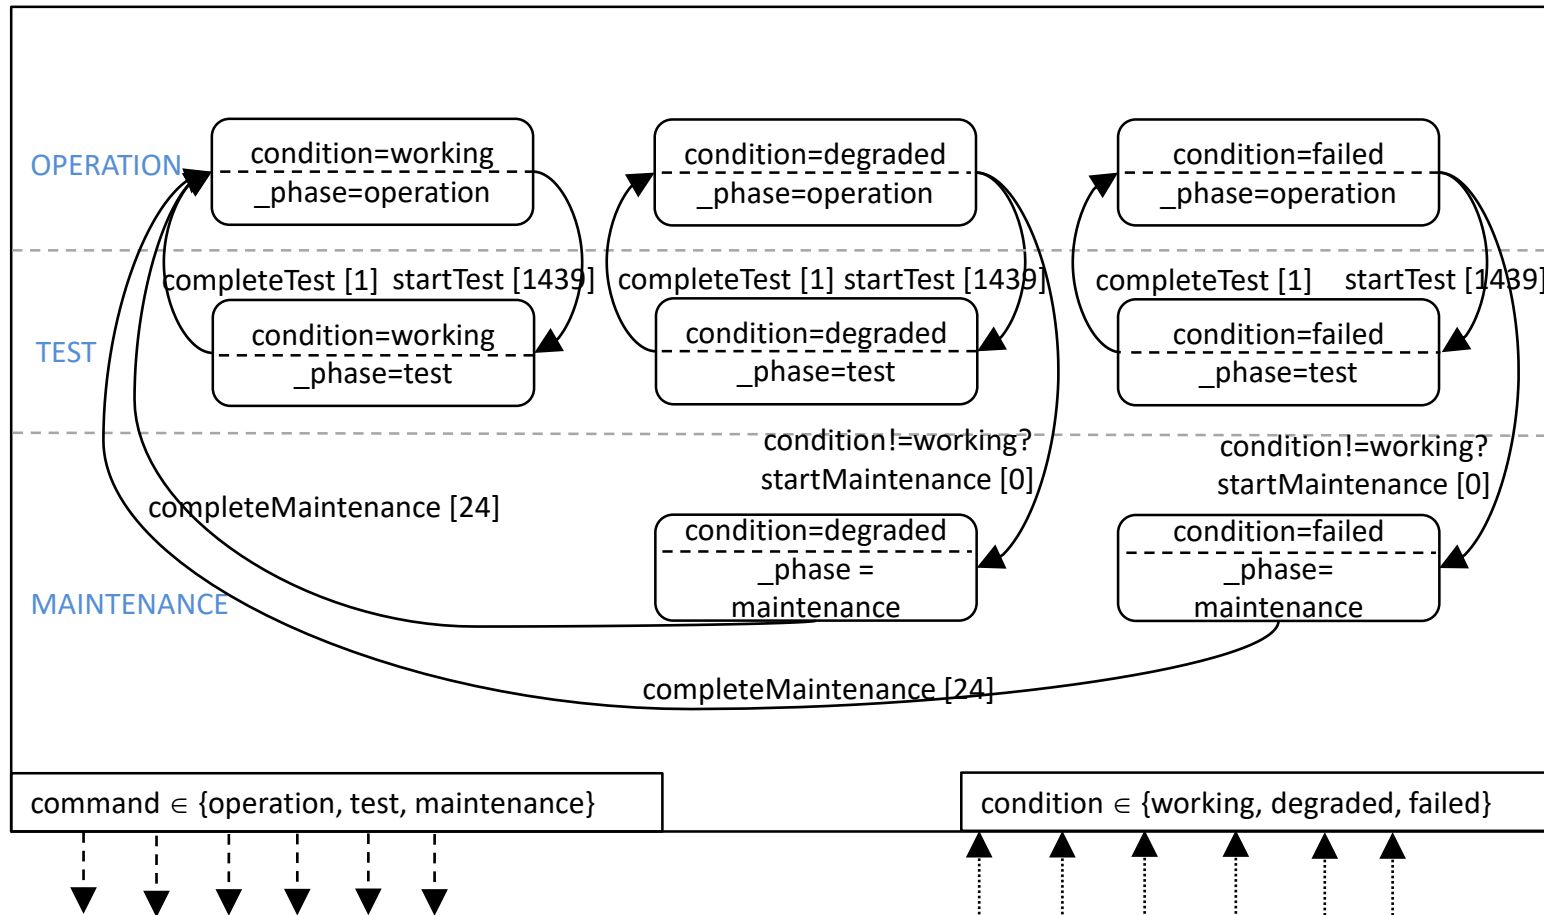 OPERATION
condition=working
_phase=operation
condition=degraded
_phase=operation
condition=failed
_phase=operation
completeTest [1]
startTest [1439]
completeTest [1]
startTest [1439]
completeTest [1]
startTest [1439]
TEST
condition=working
_phase=test
condition=degraded
_phase=test
condition=failed
_phase=test
condition!=working?
startMaintenance [0]
condition!=working?
startMaintenance [0]
completeMaintenance [24]
MAINTENANCE
condition=degraded
_phase =
maintenance
condition=failed
_phase=
maintenance
completeMaintenance [24]
command ∈ {operation, test, maintenance}
condition ∈ {working, degraded, failed}